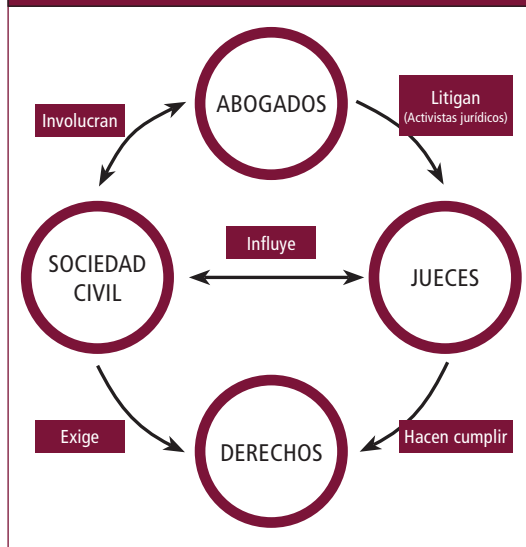 ABOGADOS
Involucran
Litigan
(Activistas jurídicos)
SOCIEDAD
CIVIL
Influye
JUECES
Exige
DERECHOS
Hacen cumplir